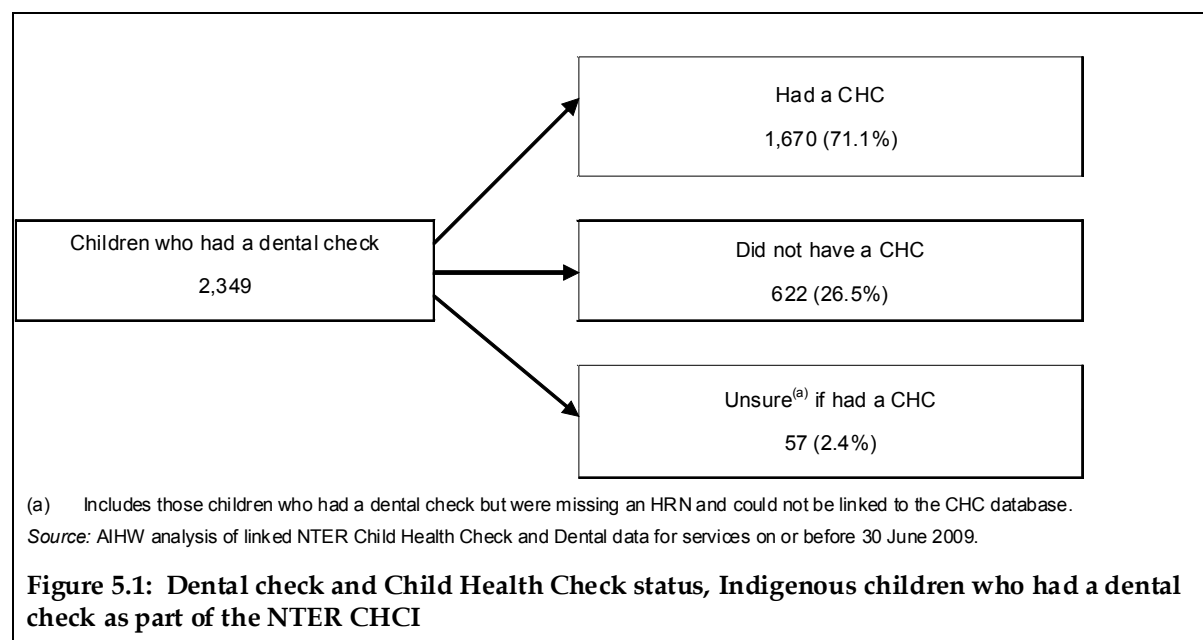 Had a CHC
1,670 (71.1%)
Children who had a dental check
2,349
Did not have a CHC
622 (26.5%)
Unsure(a) if had a CHC
57 (2.4%)
(a) Includes those children who had a dental check but were missing an HRN and could not be linked to the CHC database.
Source: AIHW analysis of linked NTER Child Health Check and Dental data for services on or before 30 June 2009.
Figure 5.1: Dental check and Child Health Check status, Indigenous children who had a dental
check as part of the NTER CHCI